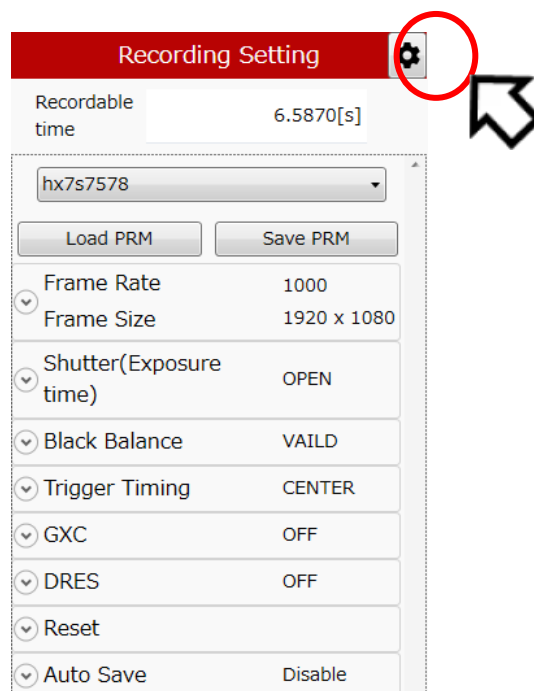 Recording Setting
Recordable
time
6.5870[s]
hx7s7578
Load PRM
Save PRM
Frame Rate 1000
Frame Size 1920 x 1080
Shutter(Exposure
time)
OPEN
Black Balance VAILD
Trigger Timing CENTER
GXC OFF
DRES OFF
Reset
Auto Save Disable